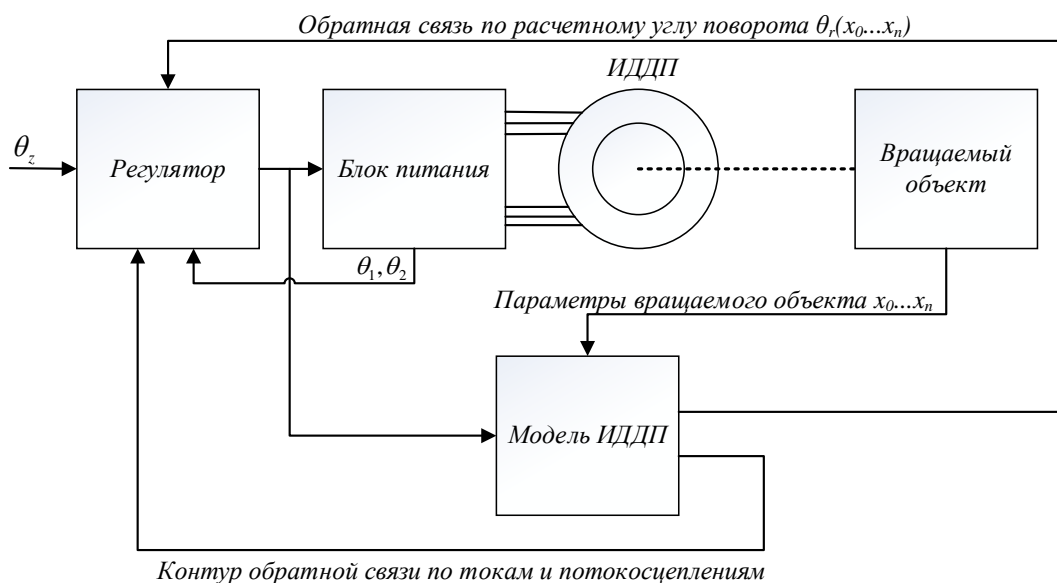 Обратная связь по расчетному углу поворота θr(x0...xn)
ИДДП
θz
Регулятор
Блок питания
Вращаемый
объект
θ1, θ2
Параметры вращаемого объекта x0...xn
Модель ИДДП
Контур обратной связи по токам и потокосцеплениям